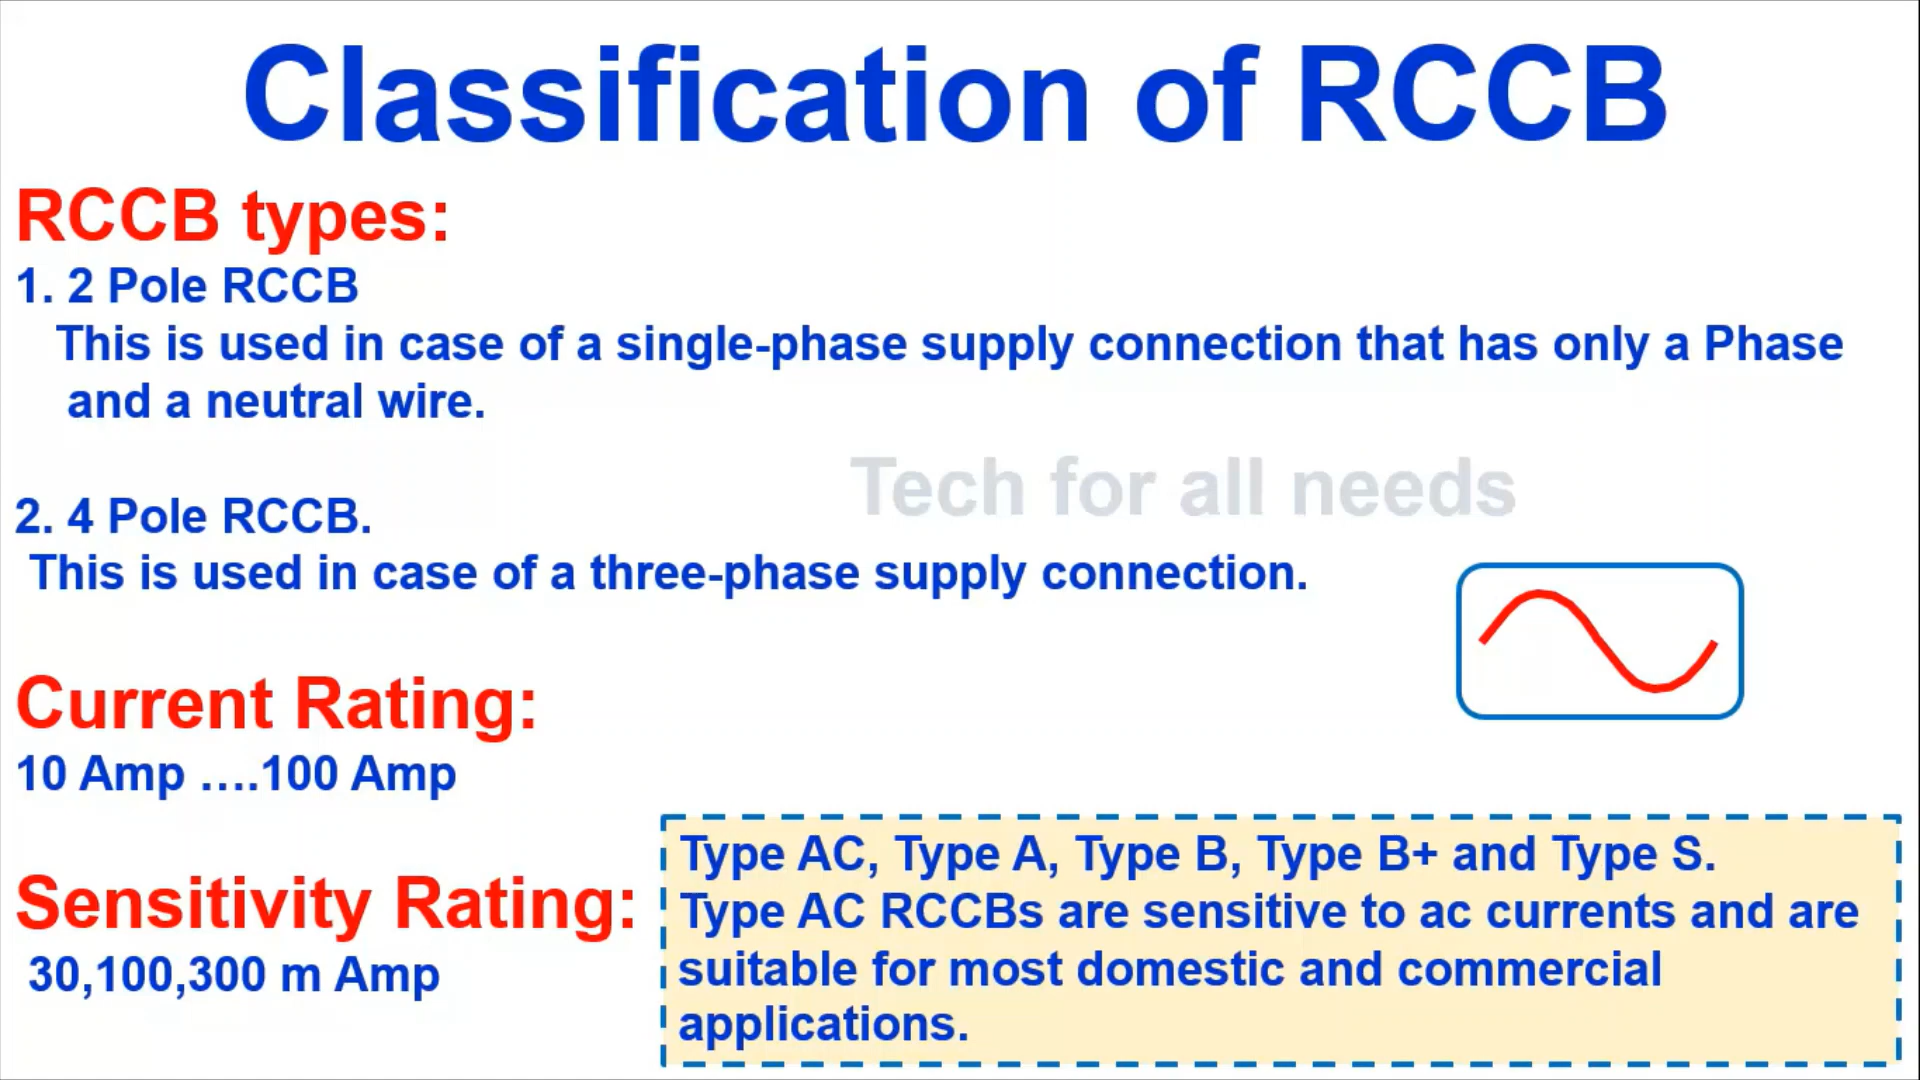 Classification of RCCB
RCCB types:
1. 2 Pole RCCB
This is used in case of a single-phase supply connection that has only a Phase
and a neutral wire.
Tech for all needs
2. 4 Pole RCCB.
This is used in case of a three-phase supply connection.
Current Rating:
10 Amp ....100 Amp
Sensitivity Rating:
30,100,300 m Amp
Type AC, Type A, Type B, Type B+ and Type S.
Type AC RCCBs are sensitive to ac currents and are
suitable for most domestic and commercial
applications.